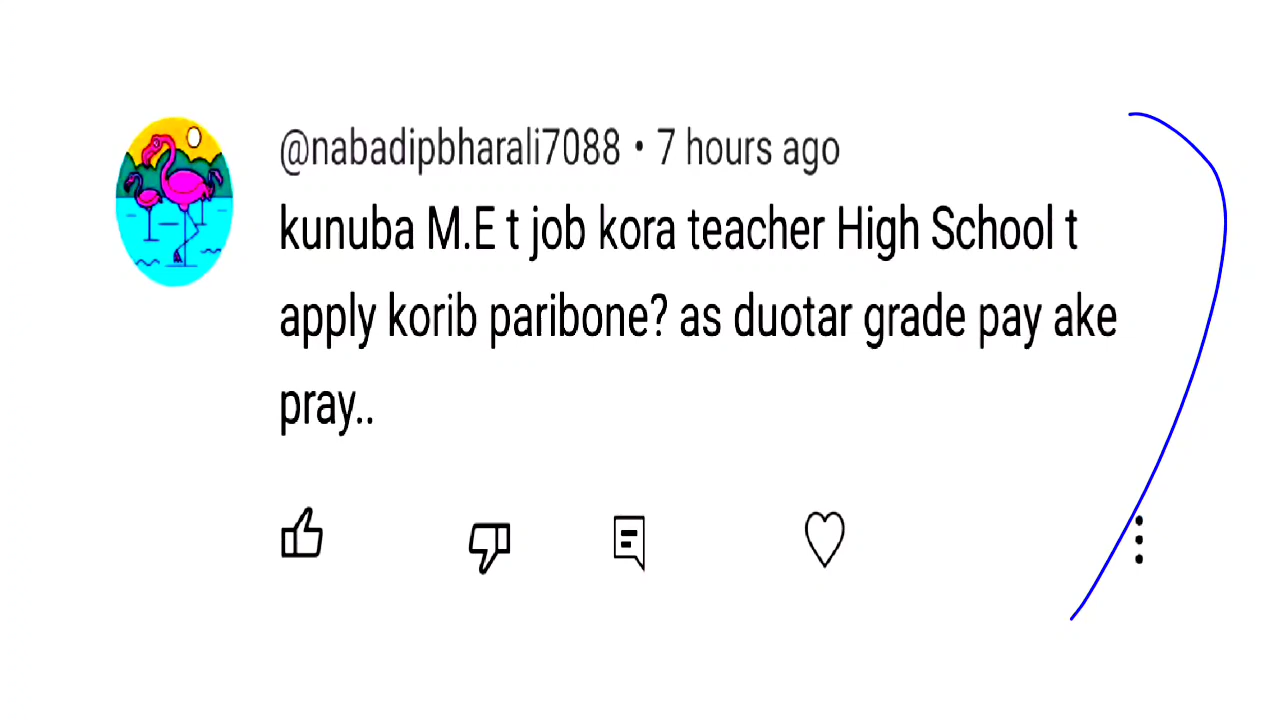 @nabadipbharali7088 • 7 hours ago
kunuba M.E t job kora teacher High School t
apply korib paribone? as duotar grade pay ake
pray..